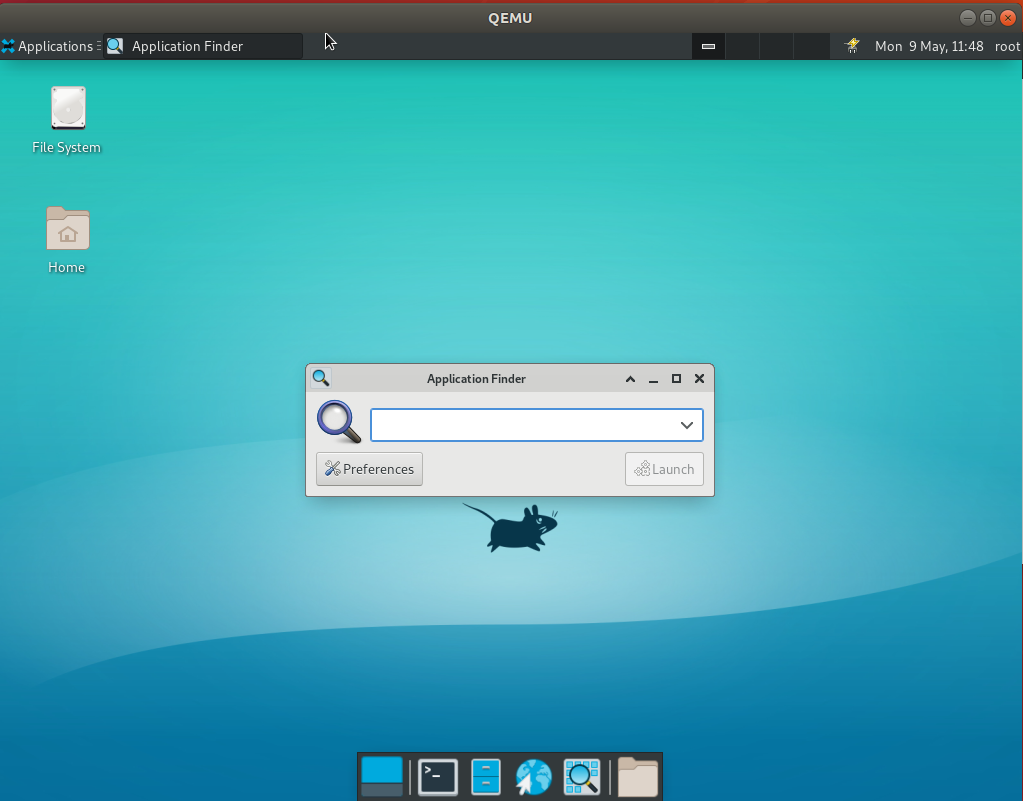 QEMU
Applications
Application Finder
Mon 9 May, 11:48
root
File System
Home
Application Finder
Preferences
Launch
>_